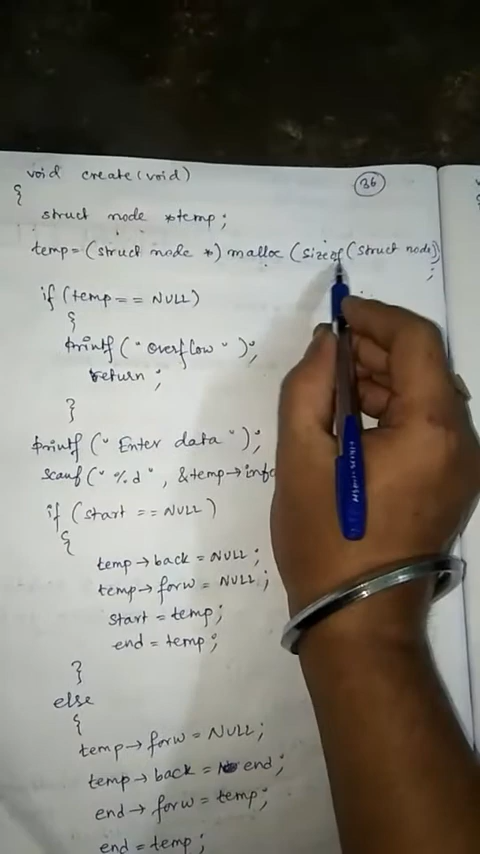 void create(void)
36
{
struct node *temp;
temp=(struct node *) malloc (sizeof(struct node))
;
if (temp == NULL)
{
printf("overflow");
return;
}
printf("Enter data");
scanf("%d", &temp→info
if (start == NULL)
{
temp→back = NULL;
temp→forw = NULL;
start = temp;
end = temp;
}
else
{
temp→forw = NULL;
temp→back = end;
end→forw = temp;
end = temp;